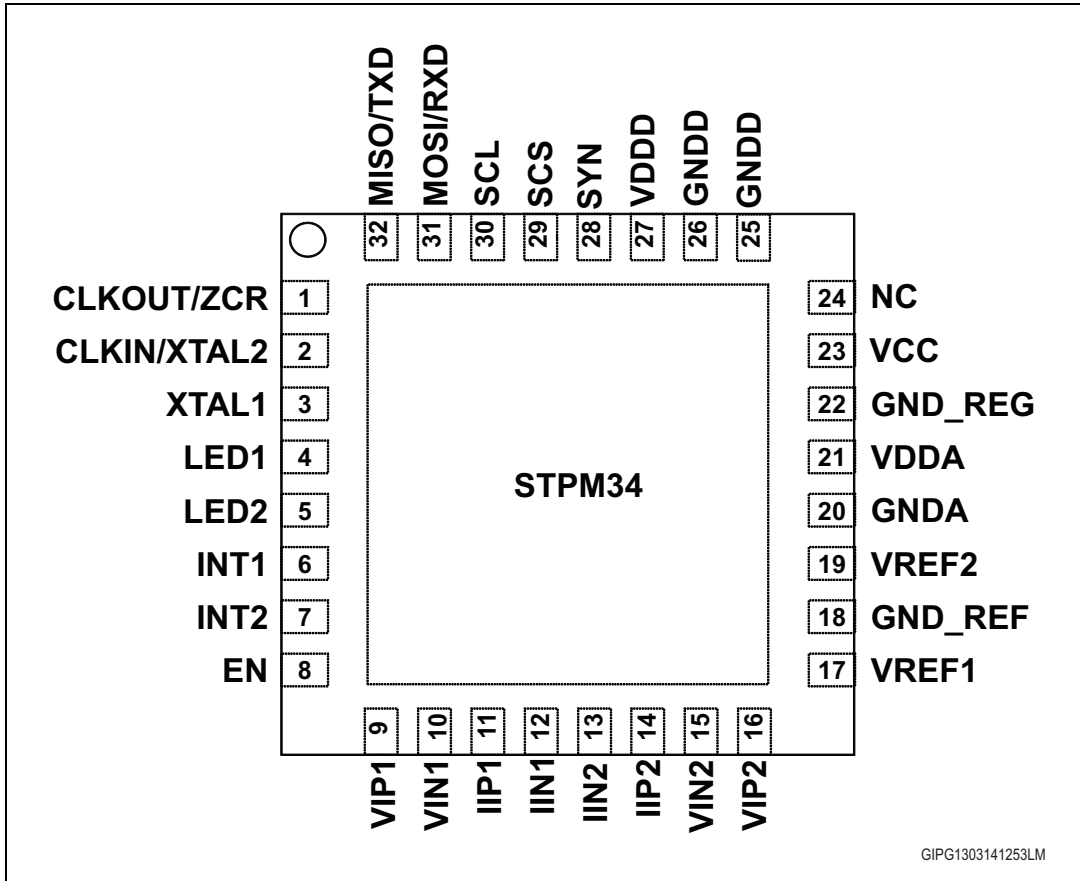 MISO/TXD
MOSI/RXD
SCL
SCS
SYN
VDDD
GNDD
GNDD
32
31
30
29
28
27
26
25
CLKOUT/ZCR 1
CLKIN/XTAL2 2
XTAL1 3
LED1 4
LED2 5
INT1 6
INT2 7
EN 8
STPM34
24 NC
23 VCC
22 GND_REG
21 VDDA
20 GNDA
19 VREF2
18 GND_REF
17 VREF1
9
10
11
12
13
14
15
16
VIP1
VIN1
IIP1
IIN1
IIN2
IIP2
VIN2
VIP2
GIPG1303141253LM